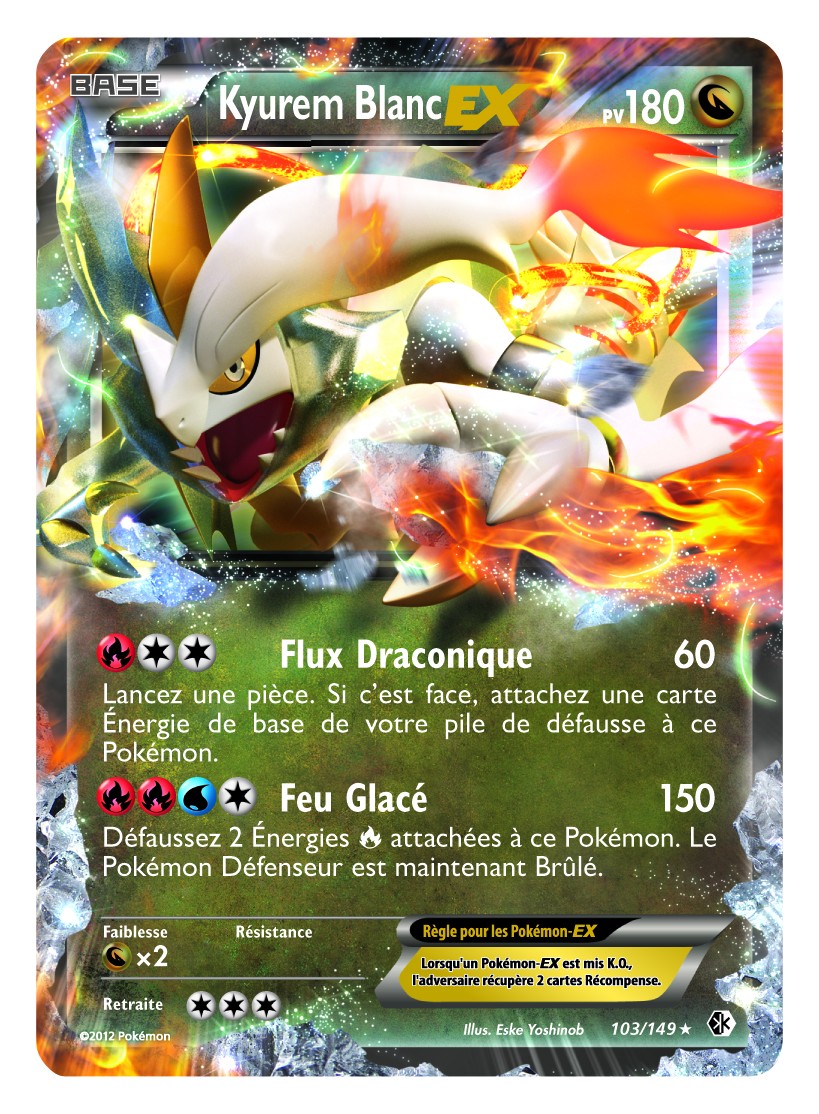 BASE
Kyurem Blanc EX
PV180
Flux Draconique 60
Lancez une pièce. Si c'est face, attachez une carte
Énergie de base de votre pile de défausse à ce
Pokémon.
Feu Glacé 150
Défaussez 2 Énergies attachées à ce Pokémon. Le
Pokémon Défenseur est maintenant Brûlé.
Faiblesse
×2
Résistance
Retraite
Règle pour les Pokémon-EX
Lorsqu'un Pokémon-EX est mis K.O.,
l'adversaire récupère 2 cartes Récompense.
©2012 Pokémon
Illus. Eske Yoshinob
103/149 ★